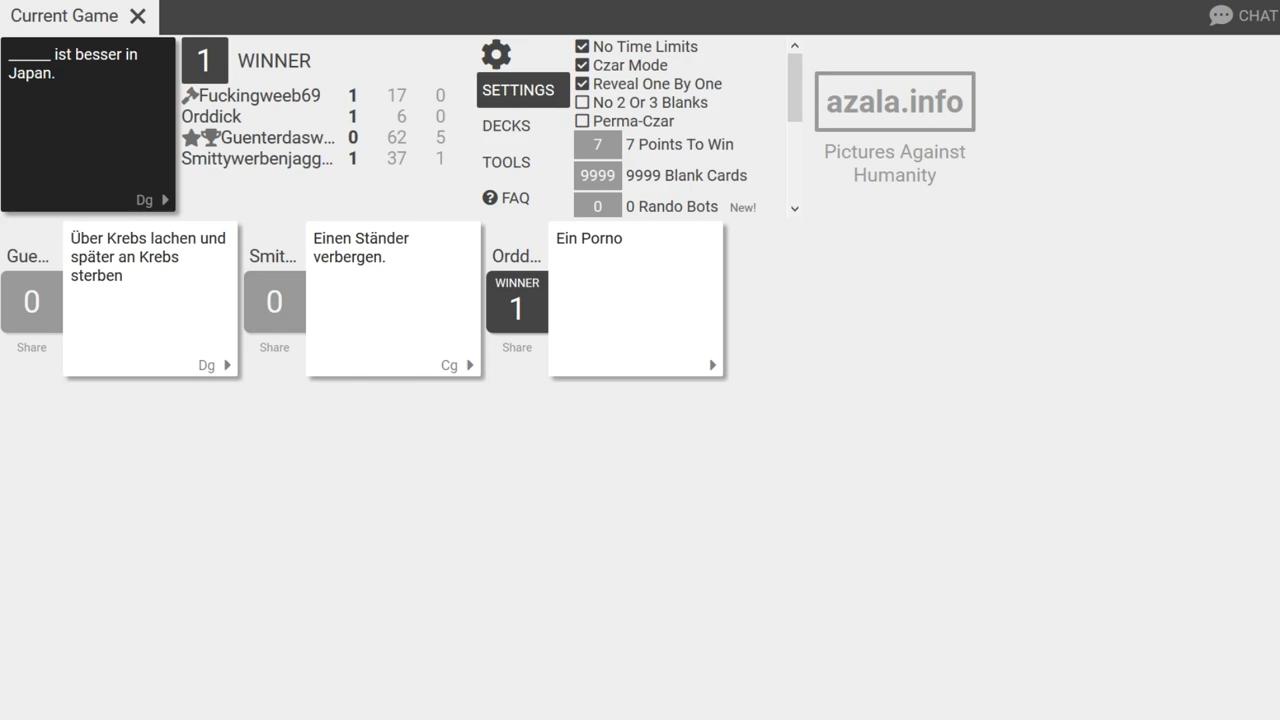 Current Game
CHAT
_____ ist besser in
Japan.
Dg
1 WINNER
Fuckingweeb69 1 17 0
Orddick 1 6 0
Guenterdasw... 0 62 5
Smittywerbenjagg... 1 37 1
SETTINGS
DECKS
TOOLS
FAQ
No Time Limits
Czar Mode
Reveal One By One
No 2 Or 3 Blanks
Perma-Czar
7 7 Points To Win
9999 9999 Blank Cards
0 0 Rando Bots New!
azala.info
Pictures Against
Humanity
Gue...
0
Share
Über Krebs lachen und
später an Krebs
sterben
Dg
Smit...
0
Share
Einen Ständer
verbergen.
Cg
Ordd...
WINNER
1
Share
Ein Porno